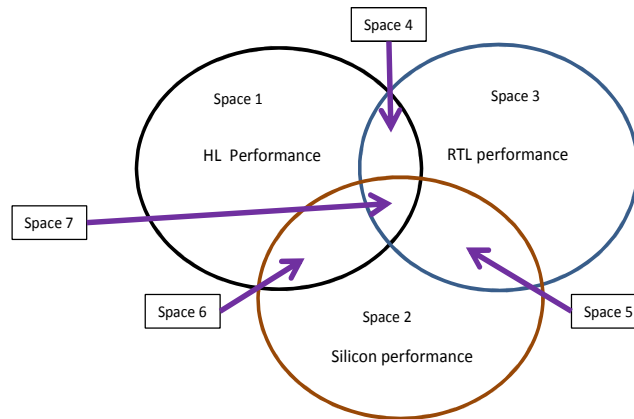 Space 4
Space 1
Space 3
HL Performance
RTL performance
Space 7
Space 6
Space 2
Space 5
Silicon performance